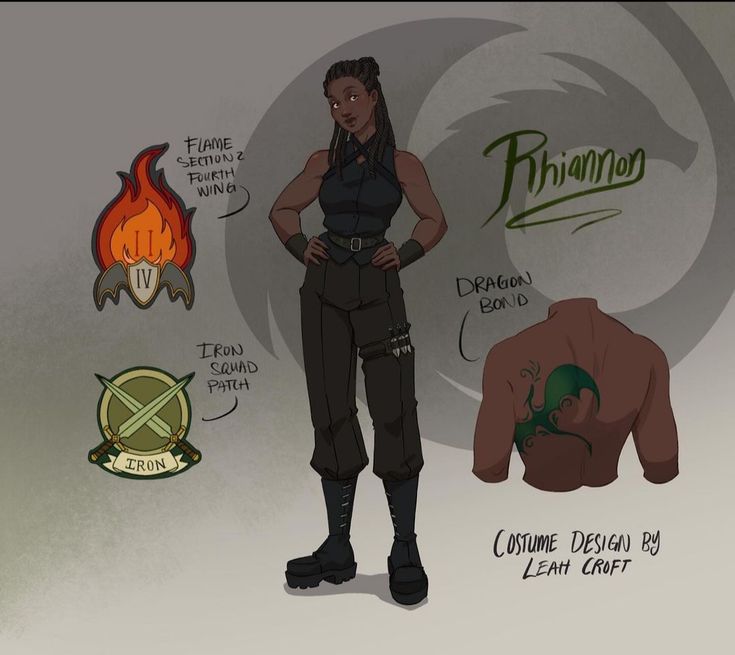 FLAME
SECTION 2
FOURTH
WING
II
IV
Rhiannon
DRAGON
BOND
IRON
SQUAD
PATCH
IRON
COSTUME DESIGN BY
LEAH CROFT